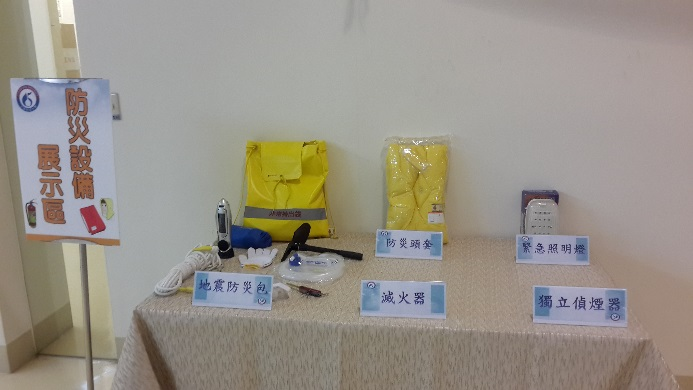 防災設備
展示區
防災頭套
緊急照明燈
地震防災包
滅火器
獨立偵煙器